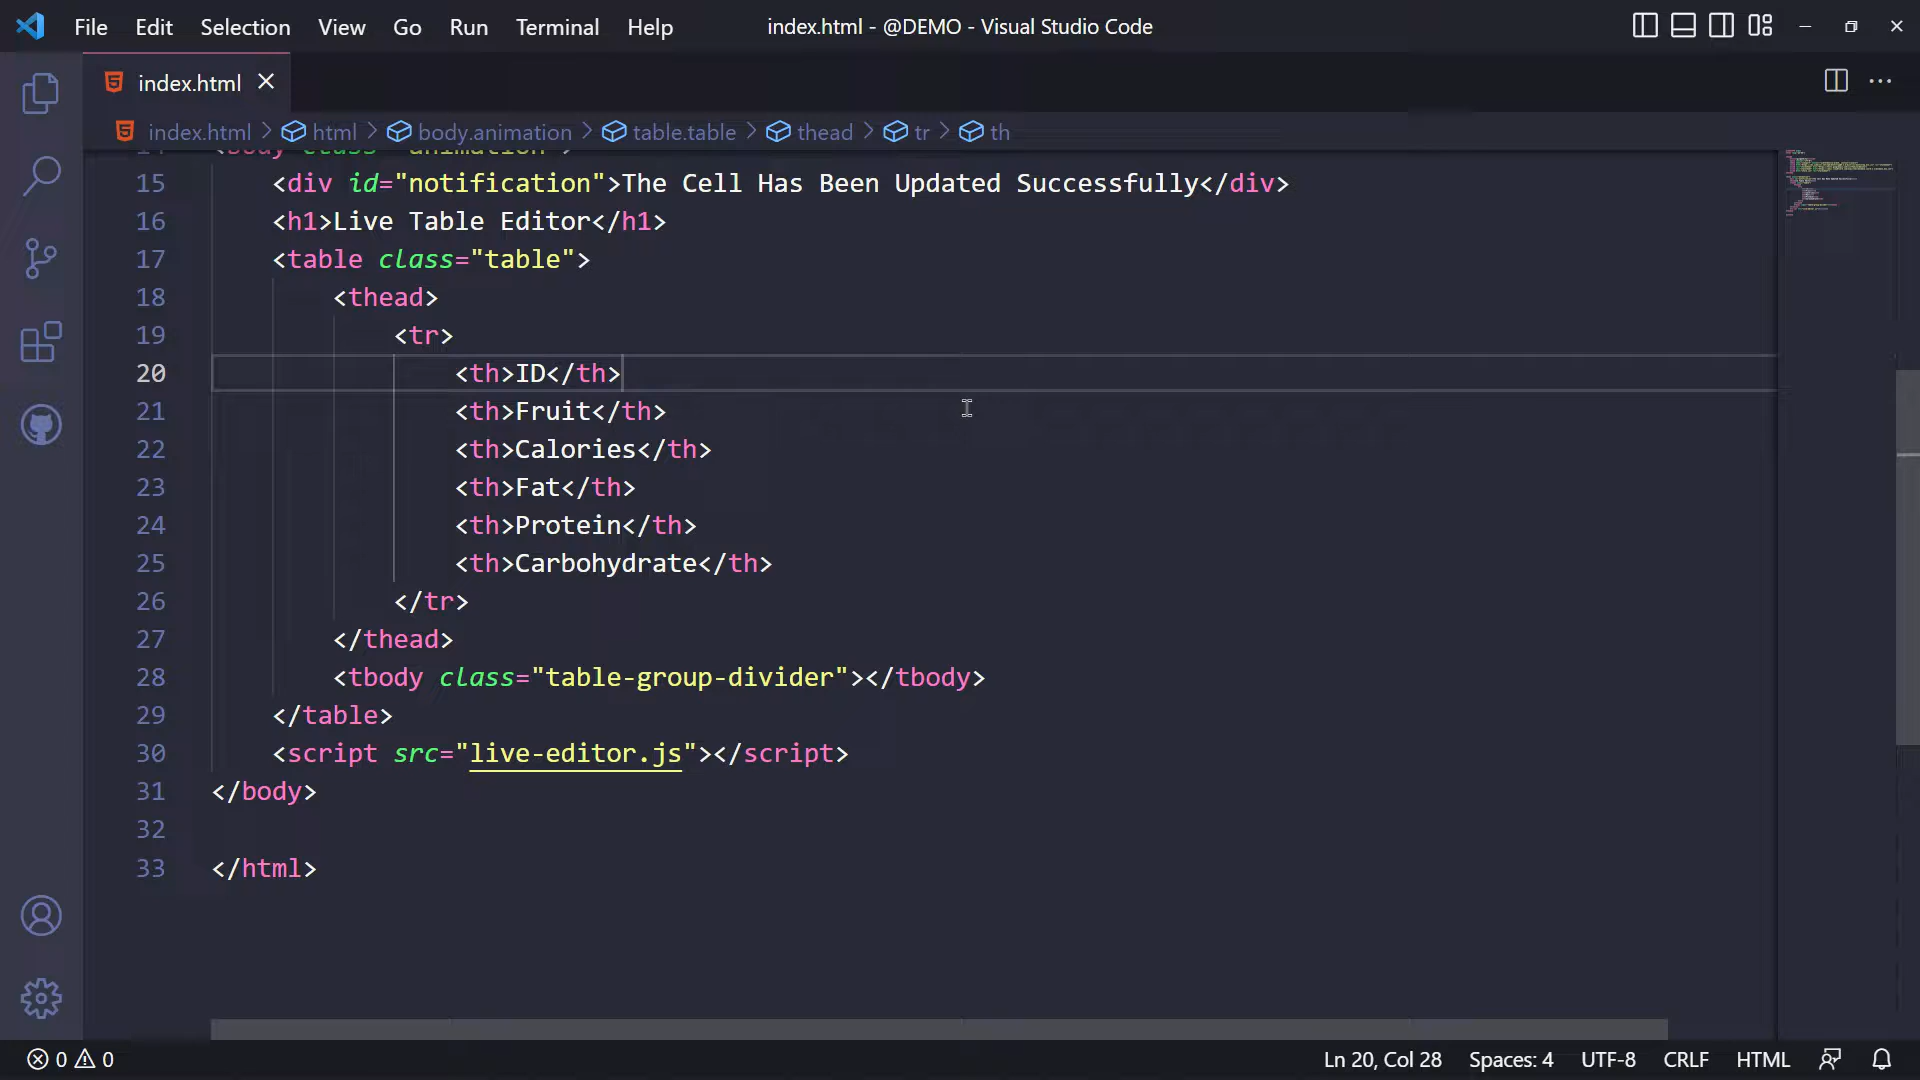 File Edit Selection View Go Run Terminal Help index.html - @DEMO - Visual Studio Code
index.html
index.html > html > body.animation > table.table > thead > tr > th
15 <div id="notification">The Cell Has Been Updated Successfully</div>
16 <h1>Live Table Editor</h1>
17 <table class="table">
18 <thead>
19 <tr>
20 <th>ID</th>
21 <th>Fruit</th>
22 <th>Calories</th>
23 <th>Fat</th>
24 <th>Protein</th>
25 <th>Carbohydrate</th>
26 </tr>
27 </thead>
28 <tbody class="table-group-divider"></tbody>
29 </table>
30 <script src="live-editor.js"></script>
31 </body>
32
33 </html>
0 0 Ln 20, Col 28 Spaces: 4 UTF-8 CRLF HTML